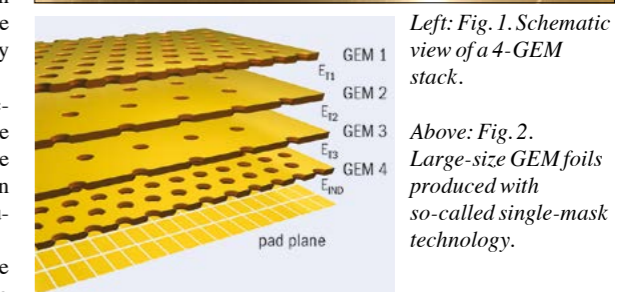 e
y
-
e
e
n
-
e
GEM 1
E_T1
GEM 2
E_T2
GEM 3
E_T3
GEM 4
E_IND
pad plane
Left: Fig. 1. Schematic
view of a 4-GEM
stack.
Above: Fig. 2.
Large-size GEM foils
produced with
so-called single-mask
technology.